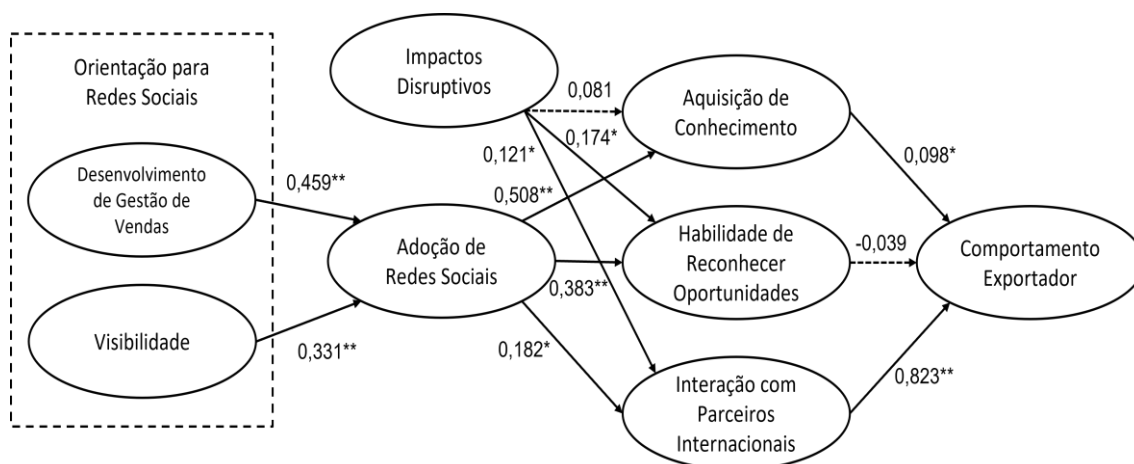 Orientação para
Redes Sociais
Desenvolvimento
de Gestão de
Vendas
Visibilidade
0,459**
0,331**
Impactos
Disruptivos
Adoção de
Redes Sociais
0,081
0,174*
0,121*
0,508**
0,383**
0,182*
Aquisição de
Conhecimento
Habilidade de
Reconhecer
Oportunidades
Interação com
Parceiros
Internacionais
0,098*
-0,039
0,823**
Comportamento
Exportador